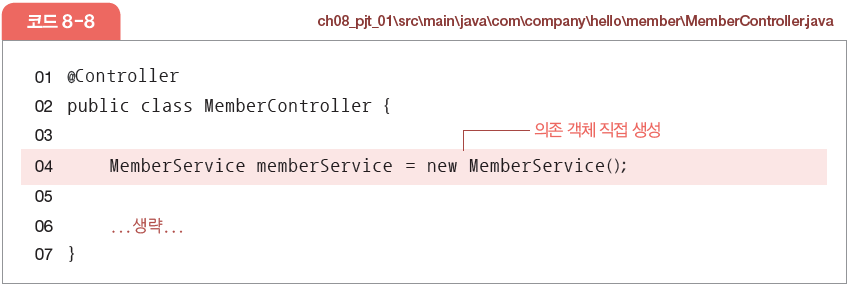 코드 8-8
ch08_pjt_01\src\main\java\com\company\hello\member\MemberController.java
01 @Controller
02 public class MemberController {
03
의존 객체 직접 생성
04 MemberService memberService = new MemberService();
05
06 ...생략...
07 }